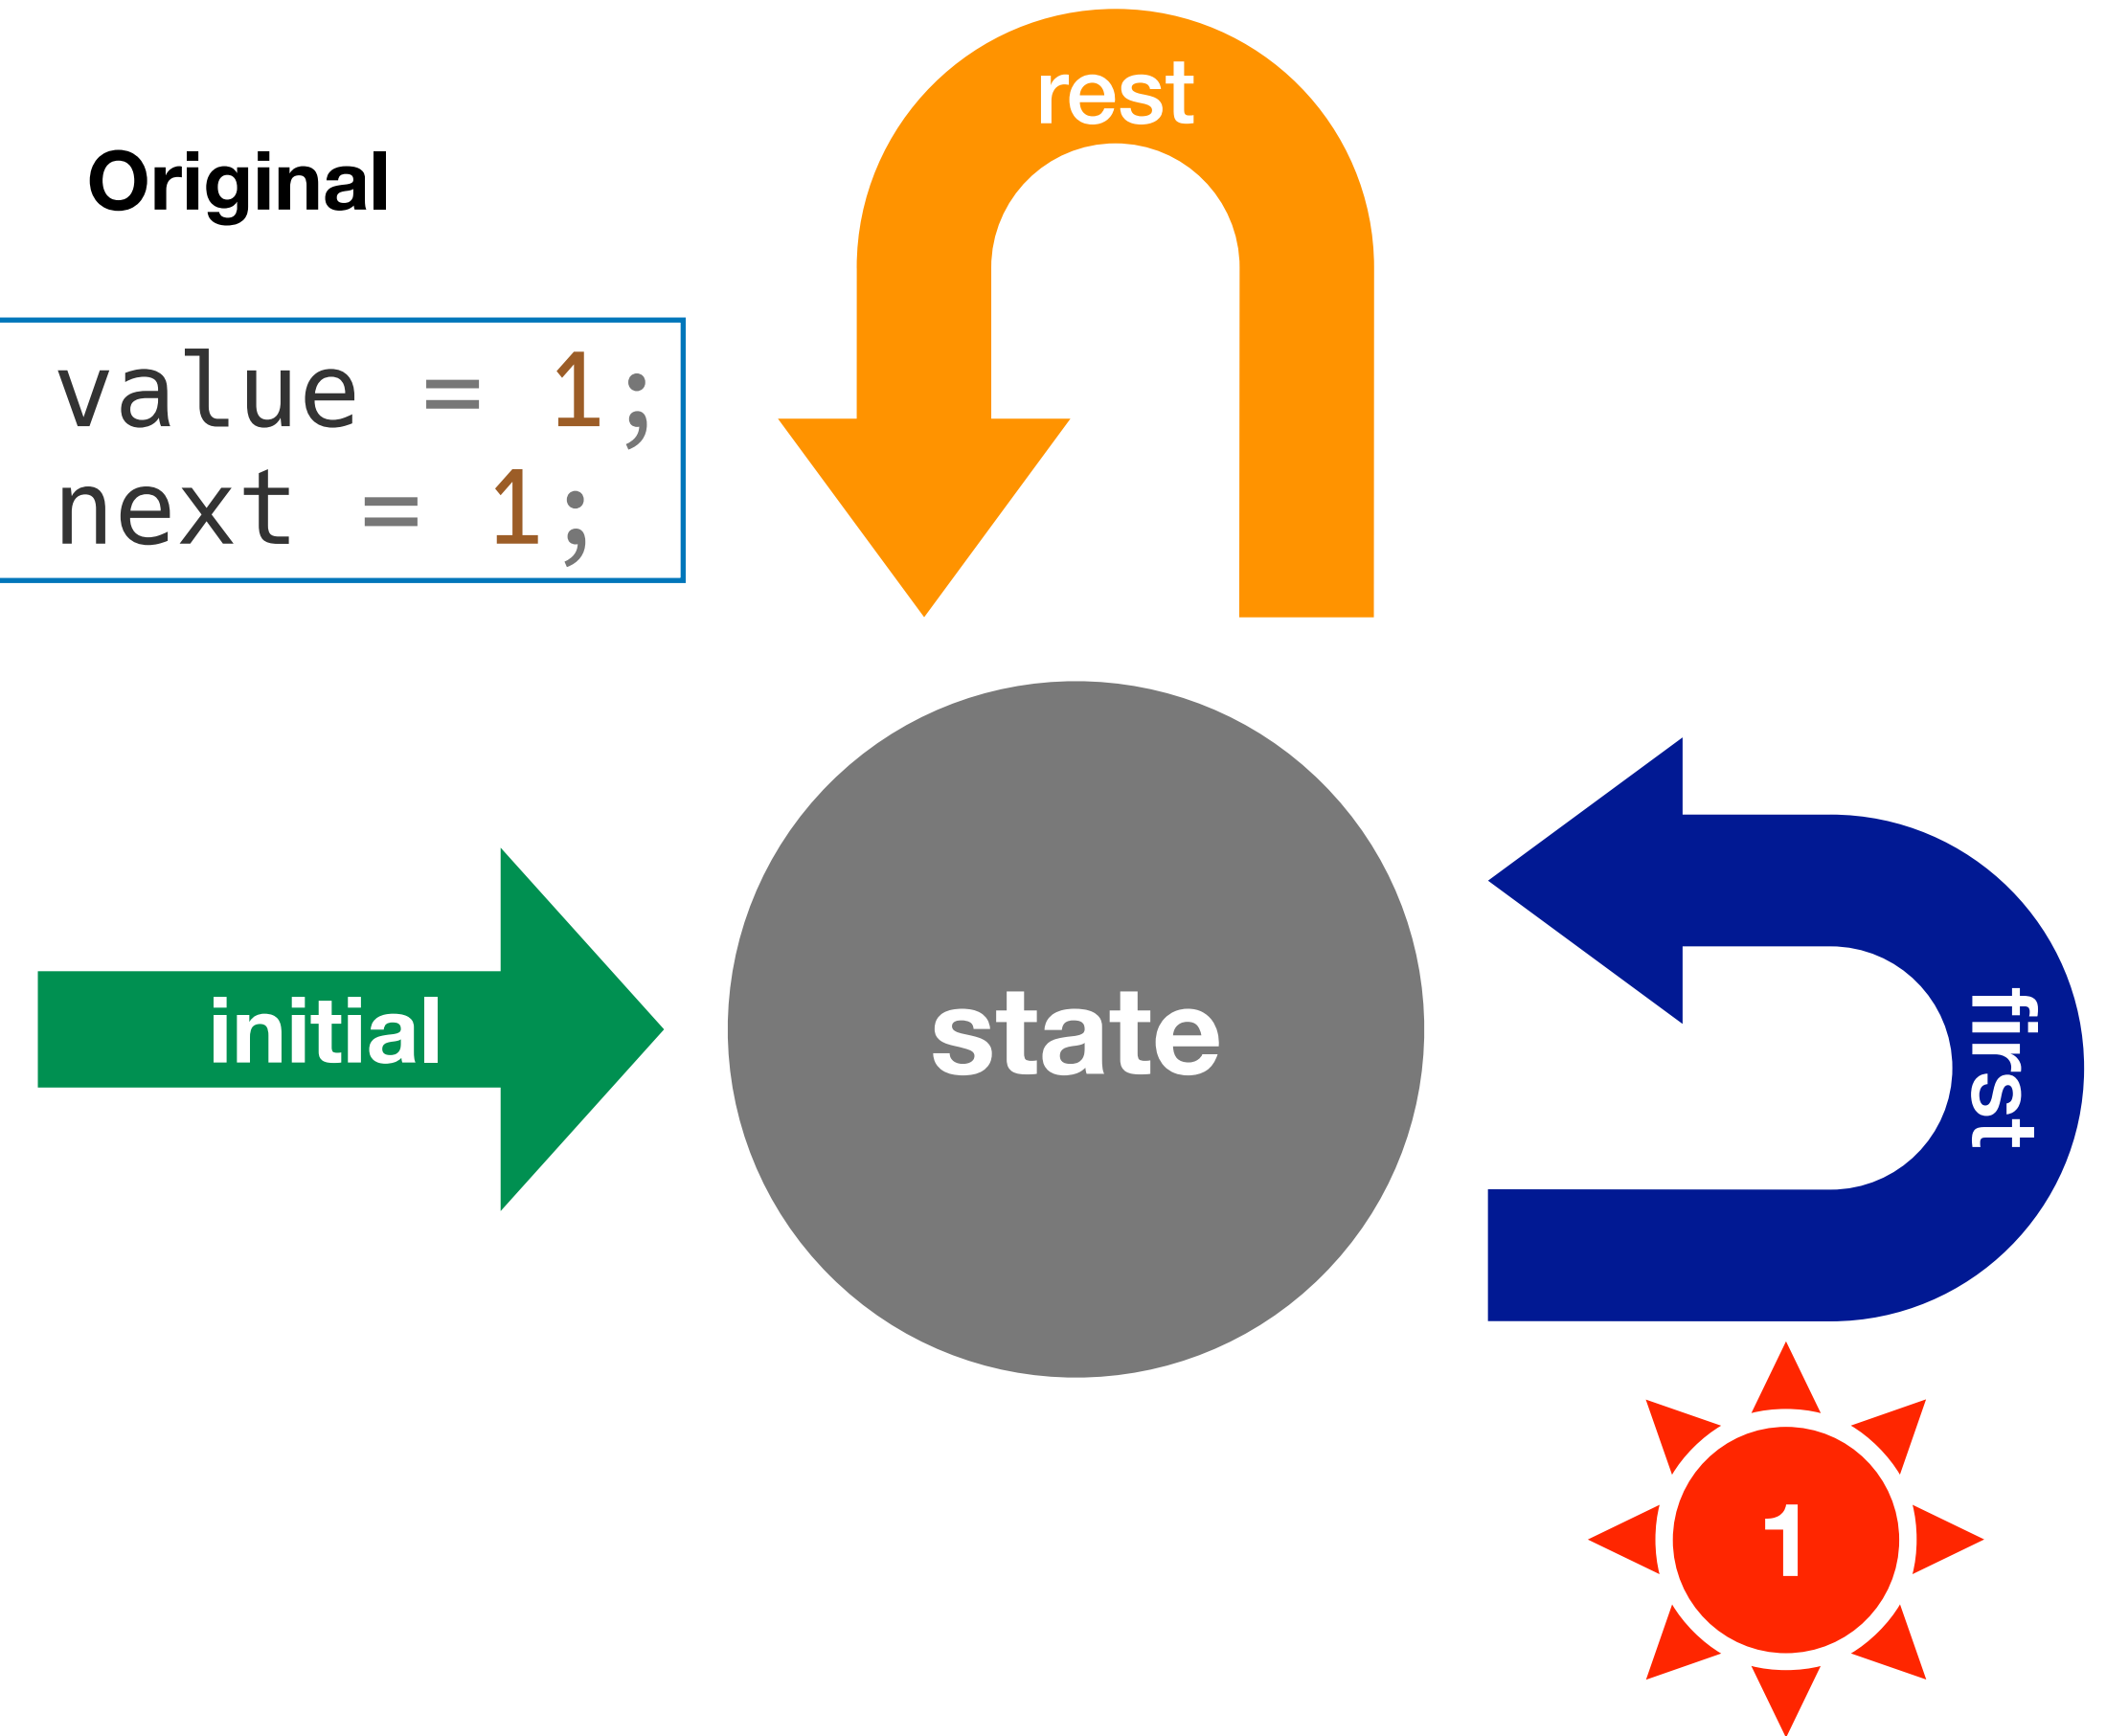 rest
Original
value = 1;
next = 1;
initial
state
first
1